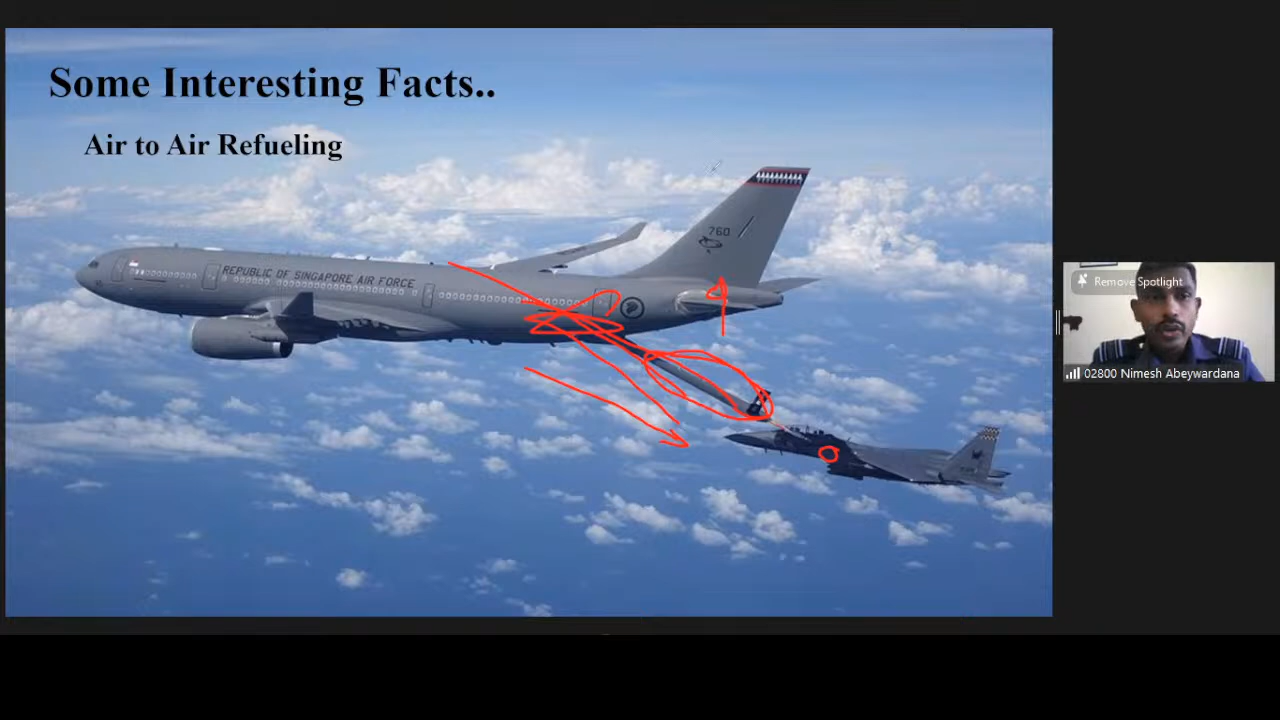 Some Interesting Facts..
Air to Air Refueling
760
REPUBLIC OF SINGAPORE AIR FORCE
Remove Spotlight
02800 Nimesh Abeywardana